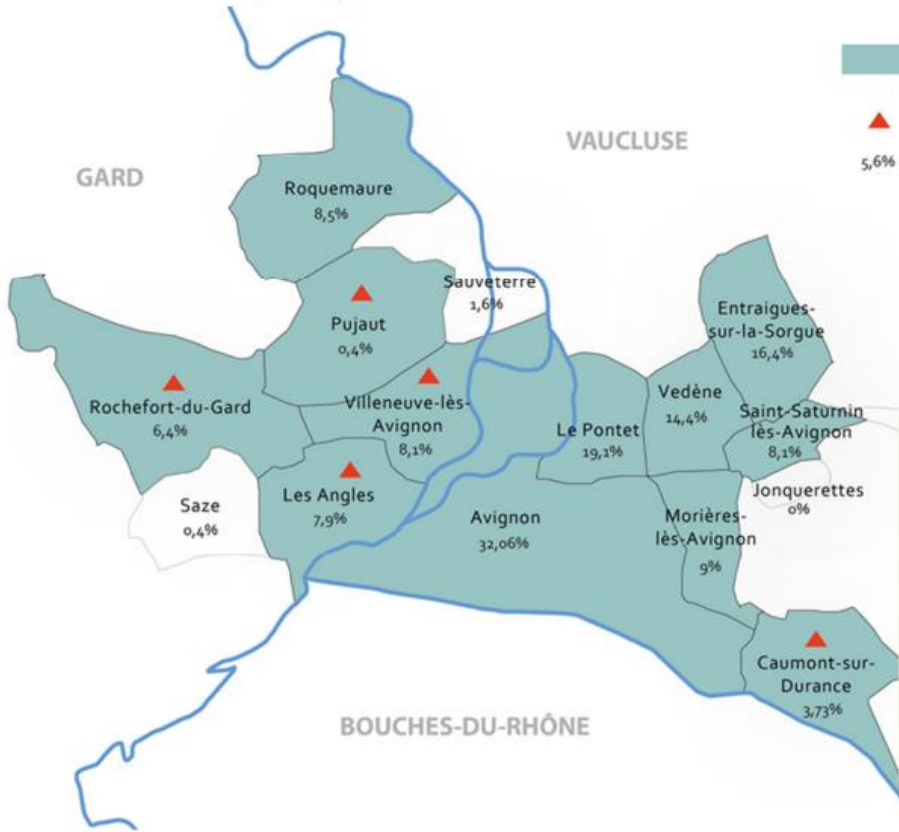 VAUCLUSE
GARD
5,6%
Roquemaure
8,5%
Sauveterre
1,6%
Pujaut
0,4%
Entraigues-
sur-la-Sorgue
16,4%
Rochefort-du-Gard
6,4%
Villeneuve-lès-
Avignon
8,1%
Vedène
14,4%
Le Pontet
19,1%
Saint-Saturnin
lès-Avignon
8,1%
Saze
0,4%
Les Angles
7,9%
Avignon
32,06%
Morières-
lès-Avignon
9%
Jonquerettes
0%
Caumont-sur-
Durance
3,73%
BOUCHES-DU-RHÔNE